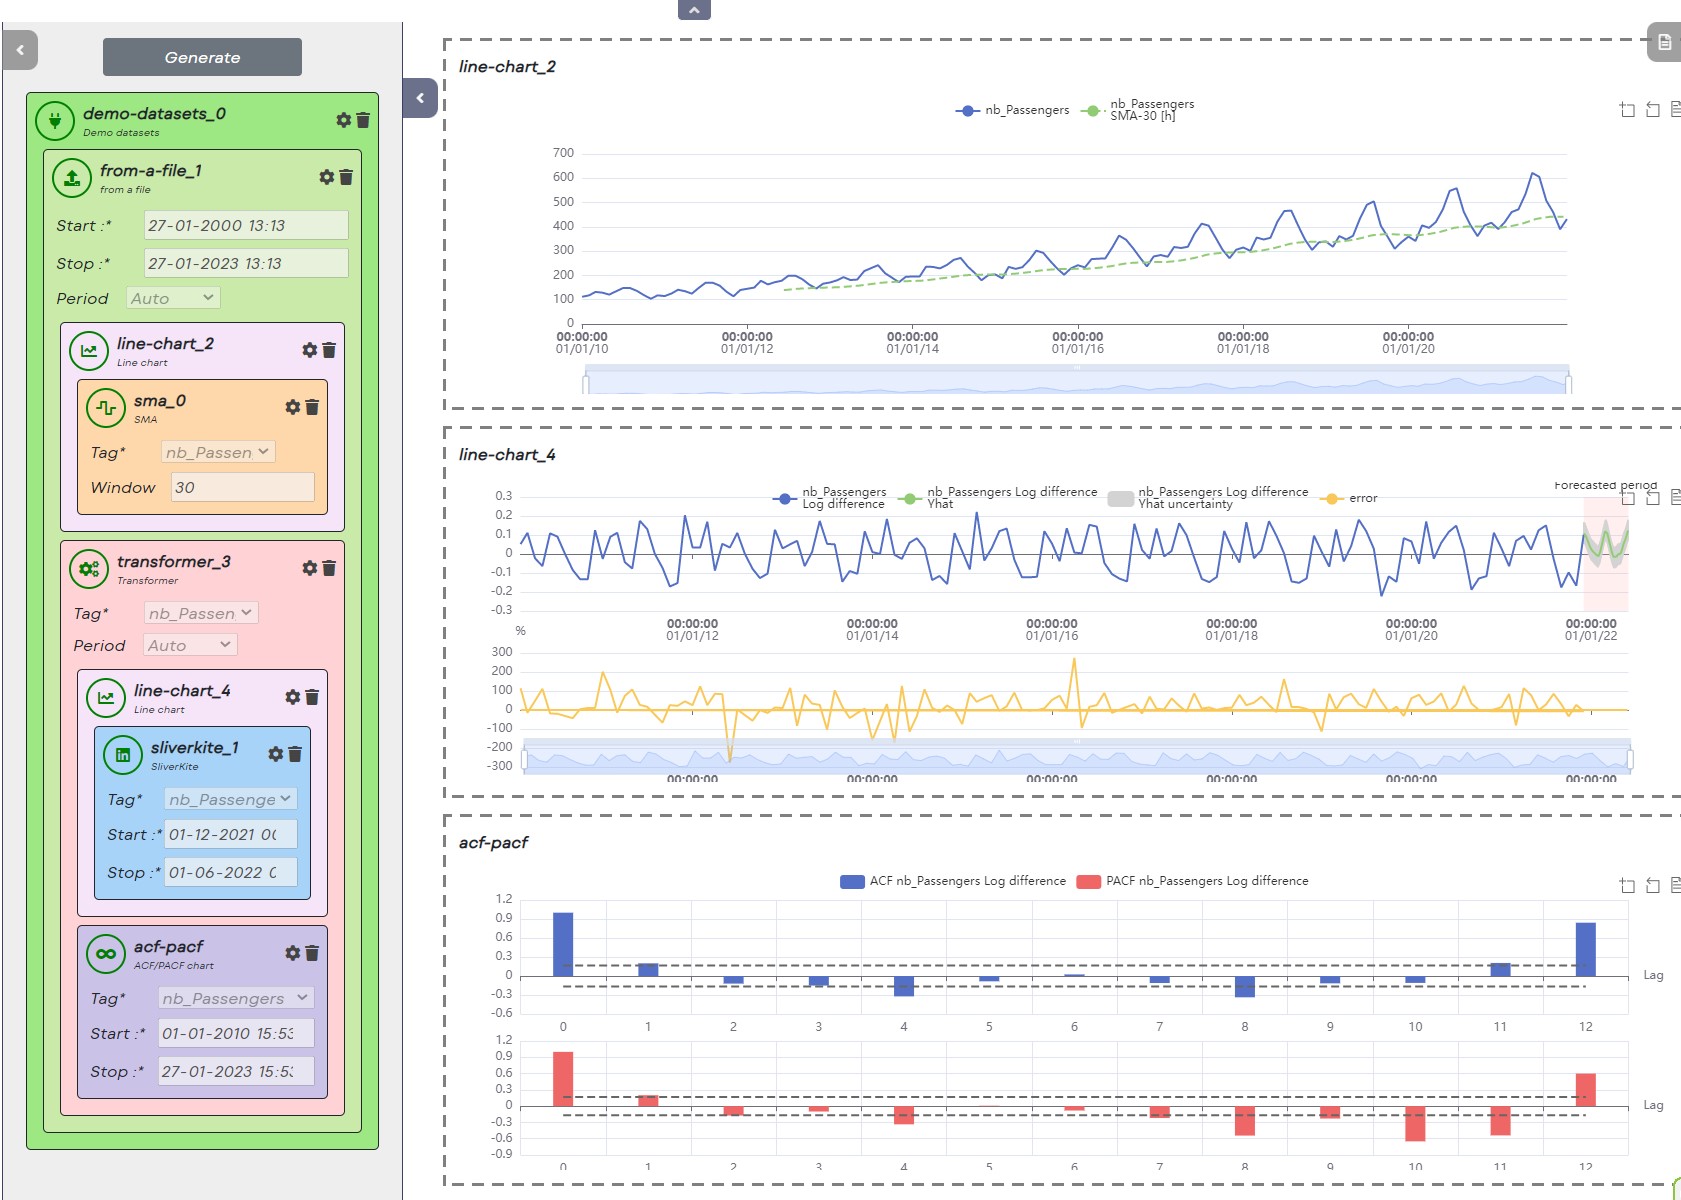 Generate
demo-datasets_0
Demo datasets
from-a-file_1
from a file
Start :* 27-01-2000 13:13
Stop :* 27-01-2023 13:13
Period Auto
line-chart_2
Line chart
sma_0
SMA
Tag* nb_Passen
Window 30
transformer_3
Transformer
Tag* nb_Passen
Period Auto
line-chart_4
Line chart
sliverkite_1
SliverKite
Tag* nb_Passenge
Start :* 01-12-2021 0
Stop :* 01-06-2022
acf-pacf
ACF/PACF chart
Tag* nb_Passengers
Start :* 01-01-2010 15:53
Stop :* 27-01-2023 15:53
line-chart_2
nb_Passengers
nb_Passengers
SMA-30 [h]
700
600
500
400
300
200
100
0
00:00:00 00:00:00 00:00:00 00:00:00 00:00:00 00:00:00
01/01/10 01/01/12 01/01/14 01/01/16 01/01/18 01/01/20
line-chart_4
nb_Passengers
Log difference
nb_Passengers Log difference
Yhat
nb_Passengers Log difference
Yhat uncertainty
error
Forecasted period
0.3
0.2
0.1
0
-0.1
-0.2
-0.3
00:00:00 00:00:00 00:00:00 00:00:00 00:00:00 00:00:00
01/01/12 01/01/14 01/01/16 01/01/18 01/01/20 01/01/22
%
300
200
100
0
-100
-200
-300
00:00:00 00:00:00 00:00:00 00:00:00 00:00:00 00:00:00
acf-pacf
ACF nb_Passengers Log difference PACF nb_Passengers Log difference
1.2
0.9
0.6
0.3
0
-0.3
-0.6
Lag
0 1 2 3 4 5 6 7 8 9 10 11 12
1.2
0.9
0.6
0.3
0
-0.3
-0.6
-0.9
Lag
0 1 2 3 4 5 6 7 8 9 10 11 12